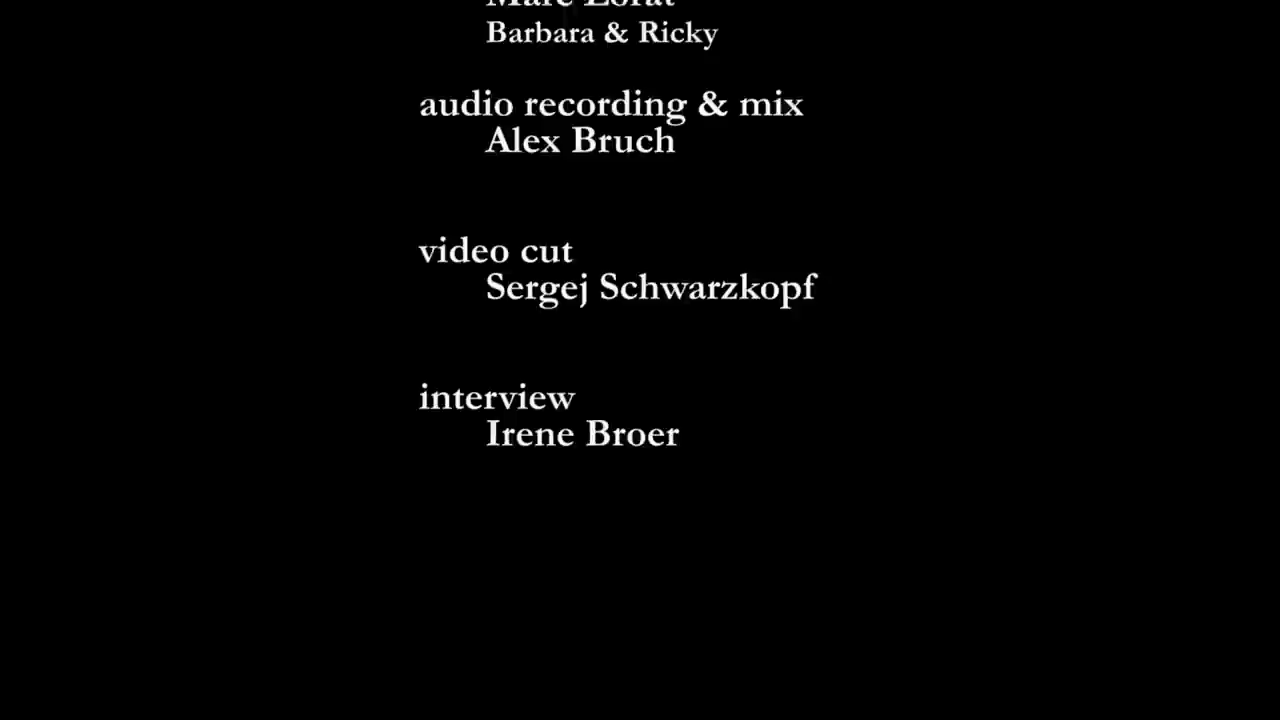 Barbara & Ricky
audio recording & mix
Alex Bruch
video cut
Sergej Schwarzkopf
interview
Irene Broer